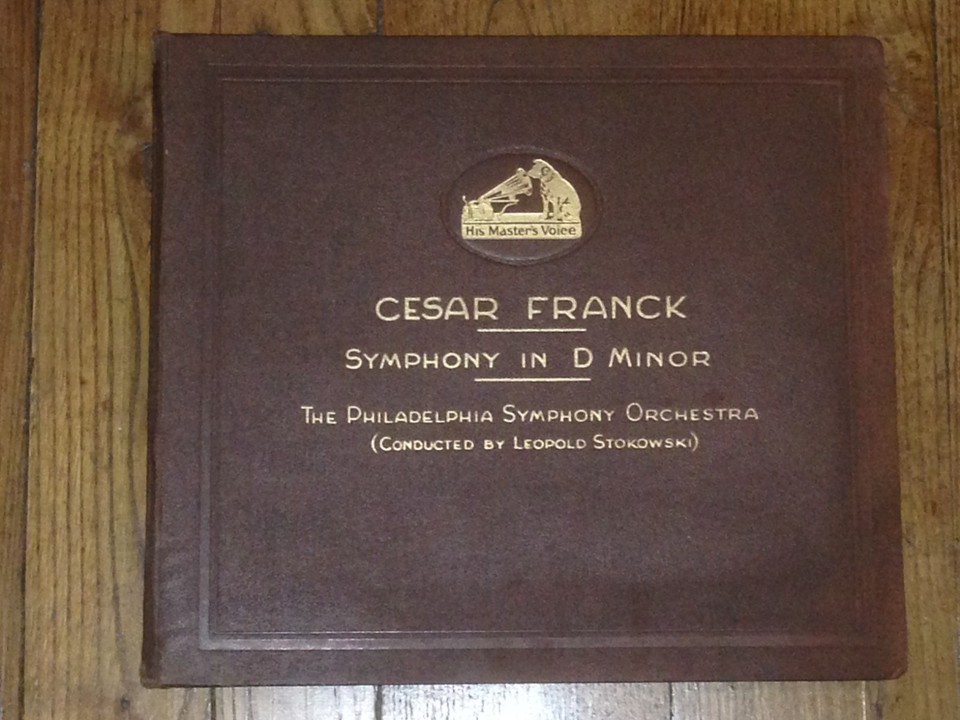 His Master's Voice
CESAR FRANCK
SYMPHONY IN D MINOR
THE PHILADELPHIA SYMPHONY ORCHESTRA
(CONDUCTED BY LEOPOLD STOKOWSKI)